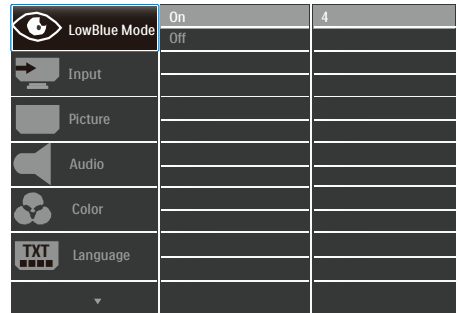 LowBlue Mode
On
4
Off
Input
Picture
Audio
Color
TXT
Language